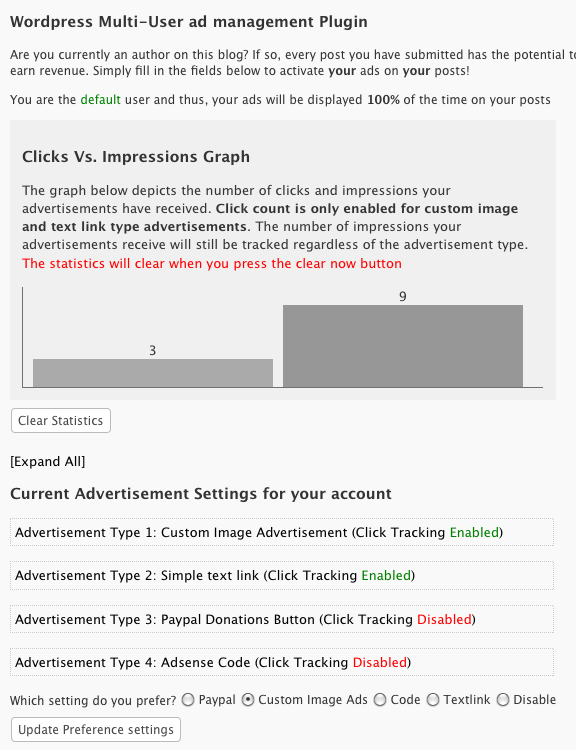 Wordpress Multi-User ad management Plugin
Are you currently an author on this blog? If so, every post you have submitted has the potential to
earn revenue. Simply fill in the fields below to activate your ads on your posts!
You are the default user and thus, your ads will be displayed 100% of the time on your posts
Clicks Vs. Impressions Graph
The graph below depicts the number of clicks and impressions your
advertisements have received. Click count is only enabled for custom image
and text link type advertisements. The number of impressions your
advertisements receive will still be tracked regardless of the advertisement type.
The statistics will clear when you press the clear now button
9
3
Clear Statistics
[Expand All]
Current Advertisement Settings for your account
Advertisement Type 1: Custom Image Advertisement (Click Tracking Enabled)
Advertisement Type 2: Simple text link (Click Tracking Enabled)
Advertisement Type 3: Paypal Donations Button (Click Tracking Disabled)
Advertisement Type 4: Adsense Code (Click Tracking Disabled)
Which setting do you prefer? Paypal Custom Image Ads Code Textlink Disable
Update Preference settings